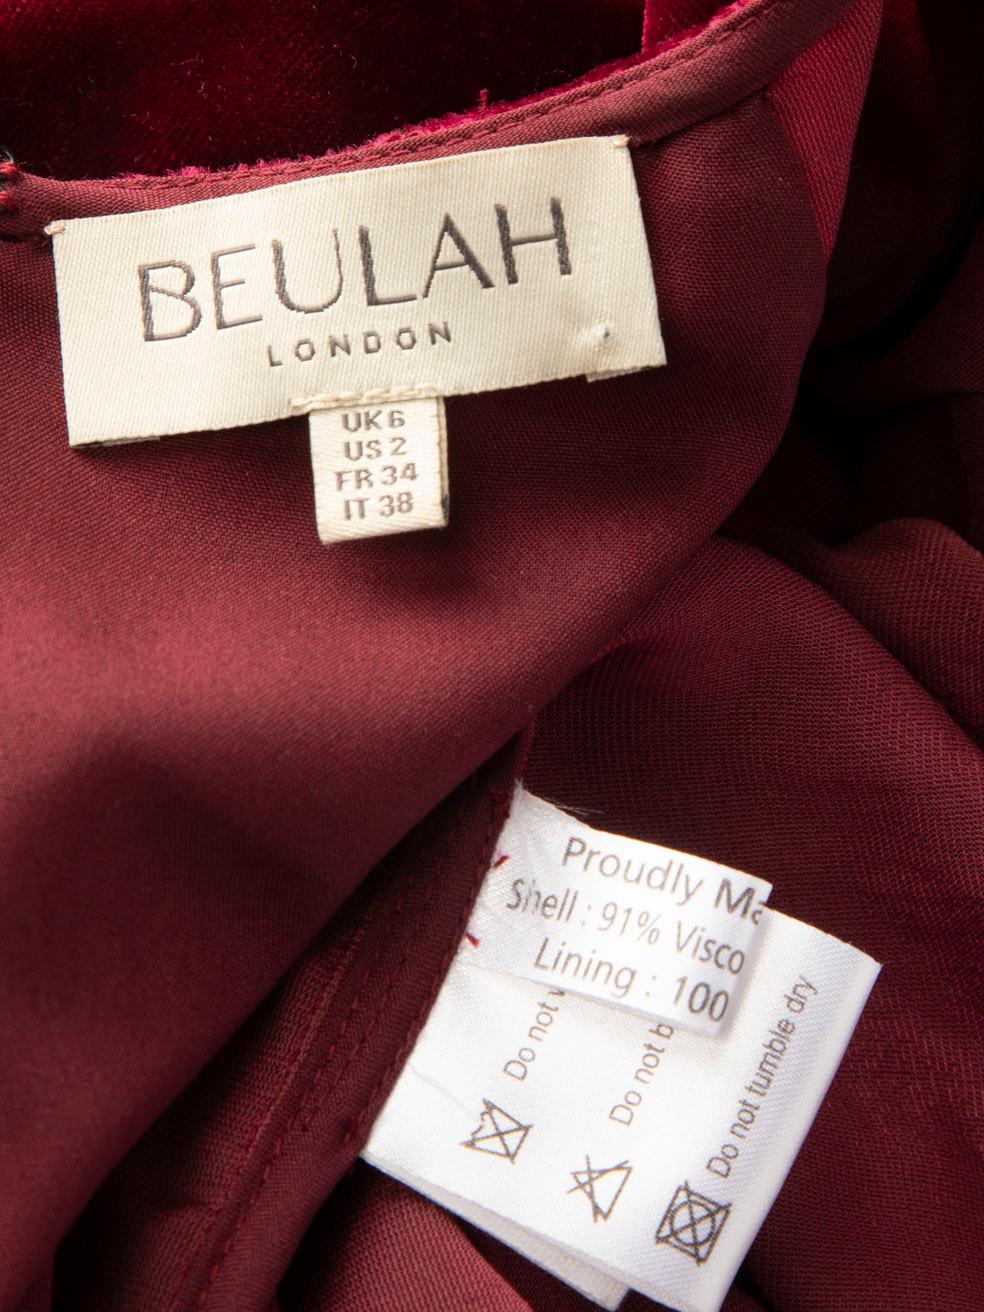 BEULAH
LONDON
UK 6
US 2
FR 34
IT 38
Proudly Ma
Shell : 91% Visco
Lining : 100
Do not w
Do not b
Do not tumble dry